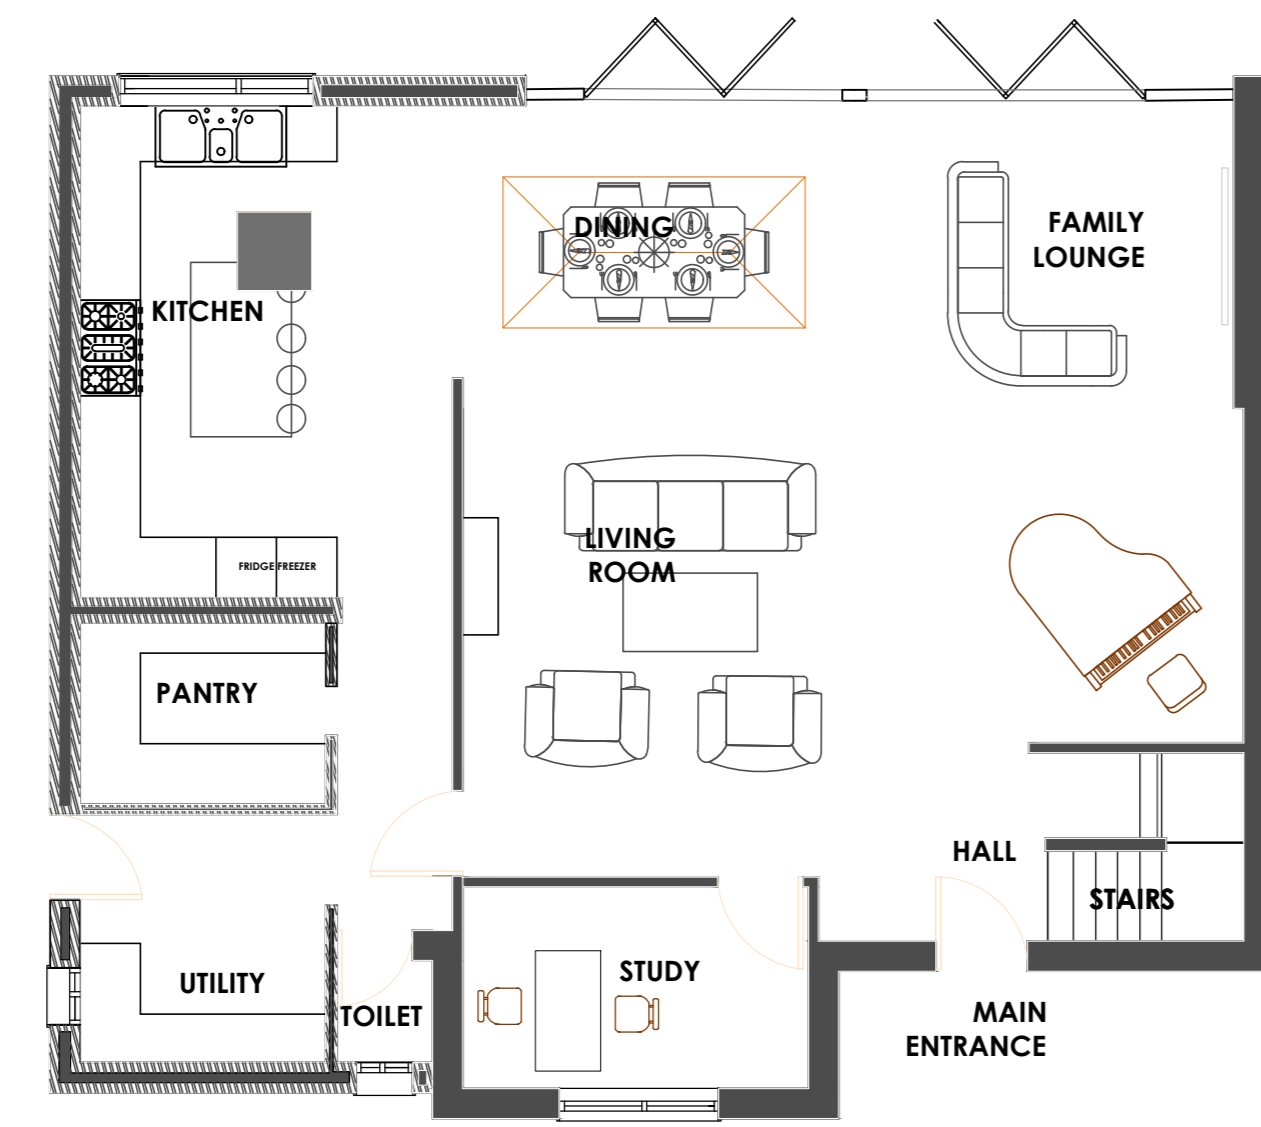 DINING
FAMILY
LOUNGE
KITCHEN
LIVING
ROOM
FRIDGE FREEZER
PANTRY
HALL
STAIRS
UTILITY
STUDY
TOILET
MAIN
ENTRANCE